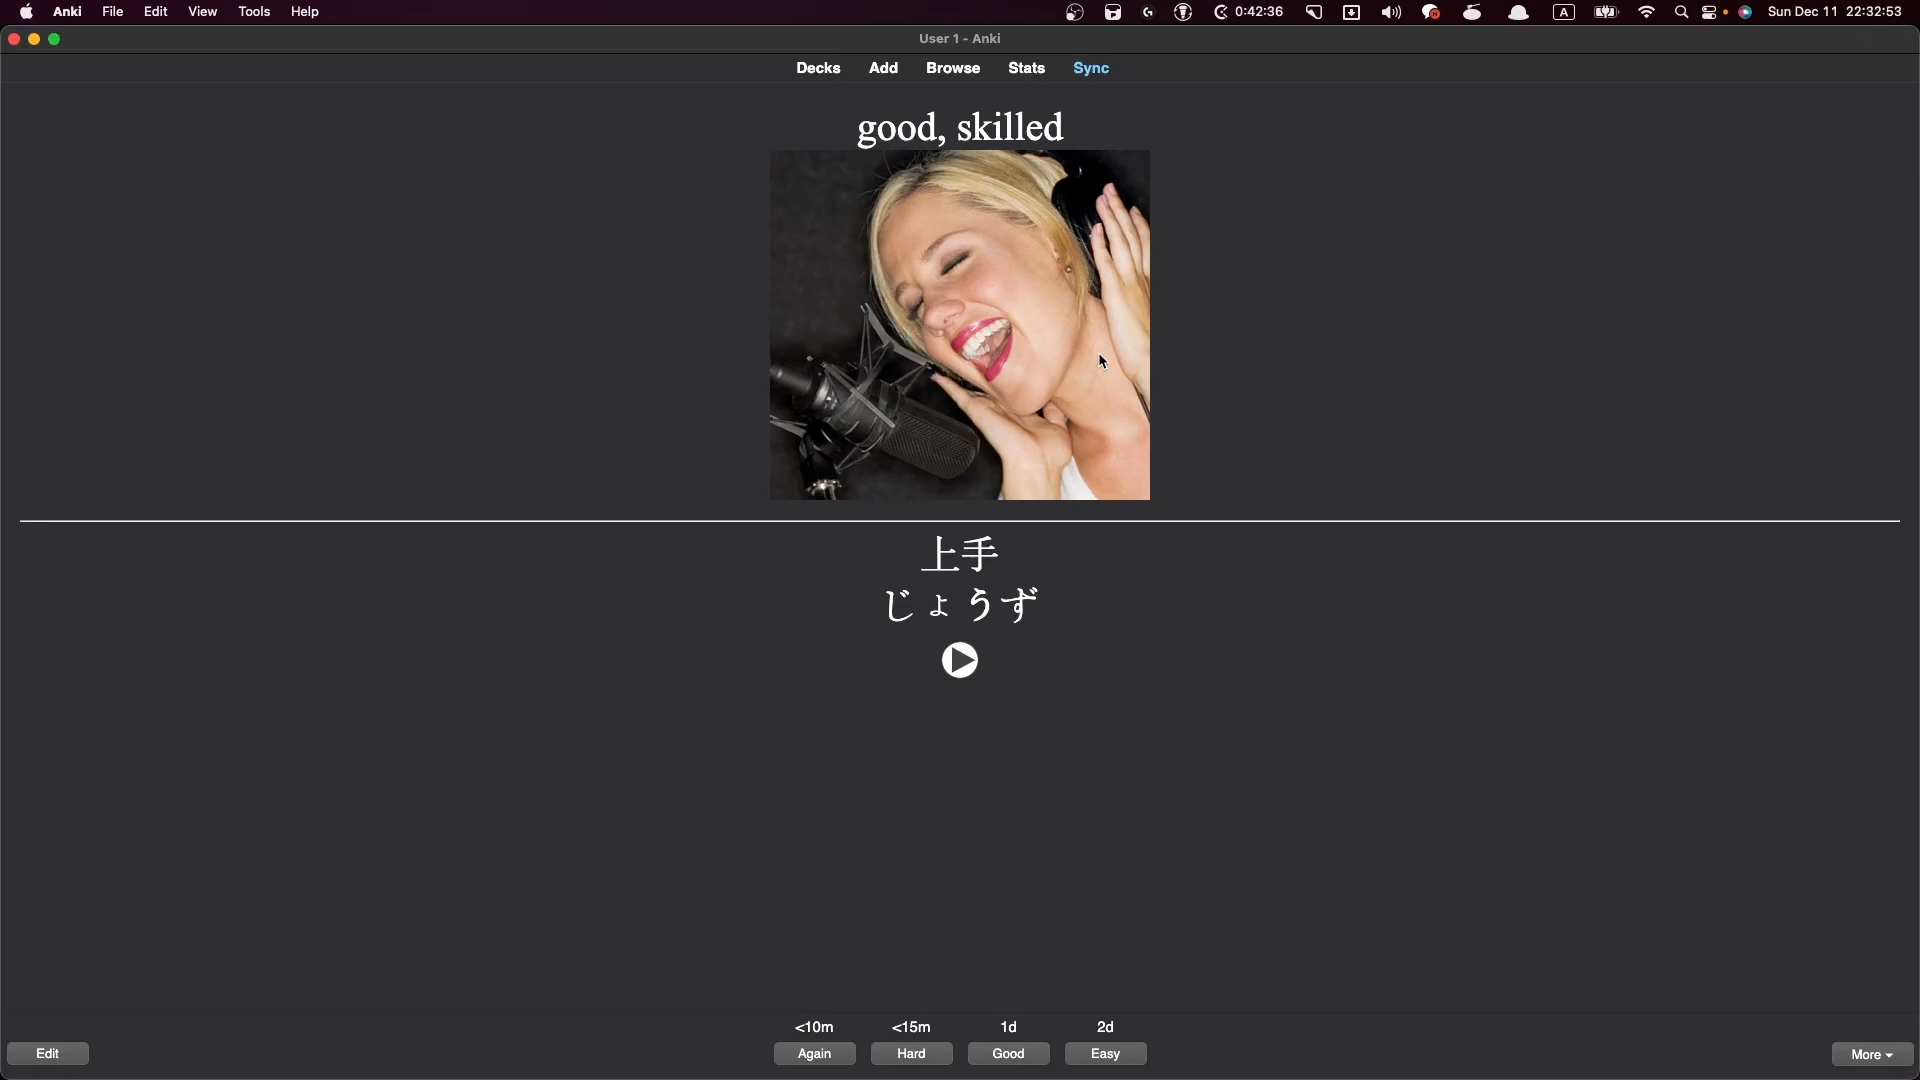 Anki File Edit View Tools Help 0:42:36 A Sun Dec 11 22:32:53
User 1 - Anki
Decks Add Browse Stats Sync
good, skilled
上手
じょうず
<10m <15m 1d 2d
Edit Again Hard Good Easy More